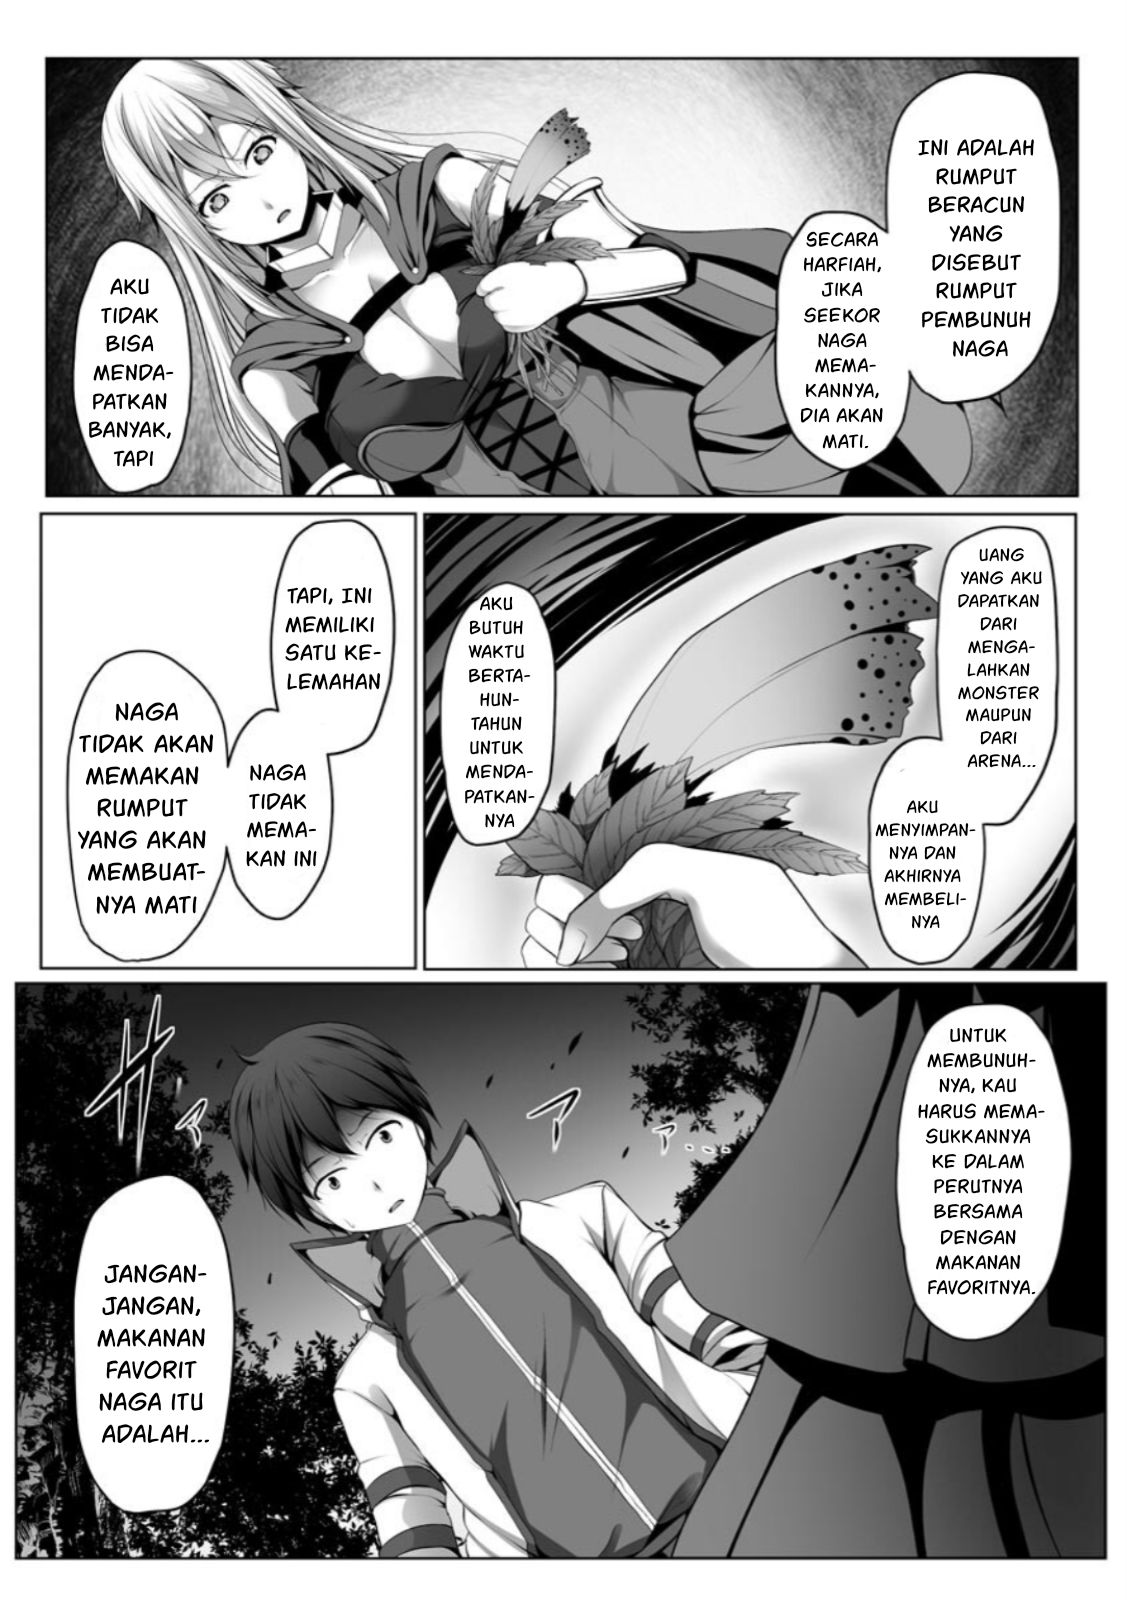 INI ADALAH
RUMPUT
BERACUN
YANG
DISEBUT
RUMPUT
PEMBUNUH
NAGA
SECARA
HARFIAH,
JIKA
SEEKOR
NAGA
MEMA-
KANNYA,
DIA AKAN
MATI.
AKU
TIDAK
BISA
MENDA-
PATKAN
BANYAK,
TAPI
UANG
YANG AKU
DAPATKAN
DARI
MENGA-
LAHKAN
MONSTER
MAUPUN
DARI
ARENA...
AKU
MENYIMPAN-
NYA DAN
AKHIRNYA
MEMBELI-
NYA
AKU
BUTUH
WAKTU
BERTA-
HUN-
TAHUN
UNTUK
MENDA-
PATKAN-
NYA
TAPI, INI
MEMILIKI
SATU KE-
LEMAHAN
NAGA
TIDAK
MEMA-
KAN INI
NAGA
TIDAK AKAN
MEMAKAN
RUMPUT
YANG AKAN
MEMBUAT-
NYA MATI
UNTUK
MEMBUNUH-
NYA, KAU
HARUS MEMA-
SUKKANNYA
KE DALAM
PERUTNYA
BERSAMA
DENGAN
MAKANAN
FAVORITNYA.
ザァァァ...
JANGAN-
JANGAN,
MAKANAN
FAVORIT
NAGA ITU
ADALAH...